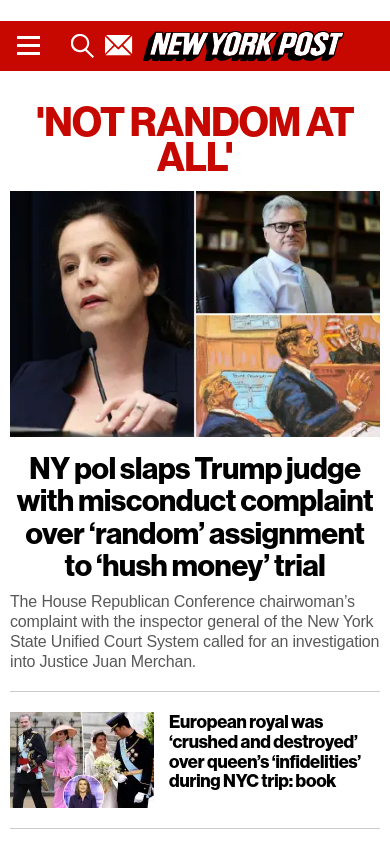 NEW YORK POST
'NOT RANDOM AT
ALL'
NY pol slaps Trump judge
with misconduct complaint
over ‘random’ assignment
to ‘hush money’ trial
The House Republican Conference chairwoman’s
complaint with the inspector general of the New York
State Unified Court System called for an investigation
into Justice Juan Merchan.
European royal was
‘crushed and destroyed’
over queen’s ‘infidelities’
during NYC trip: book